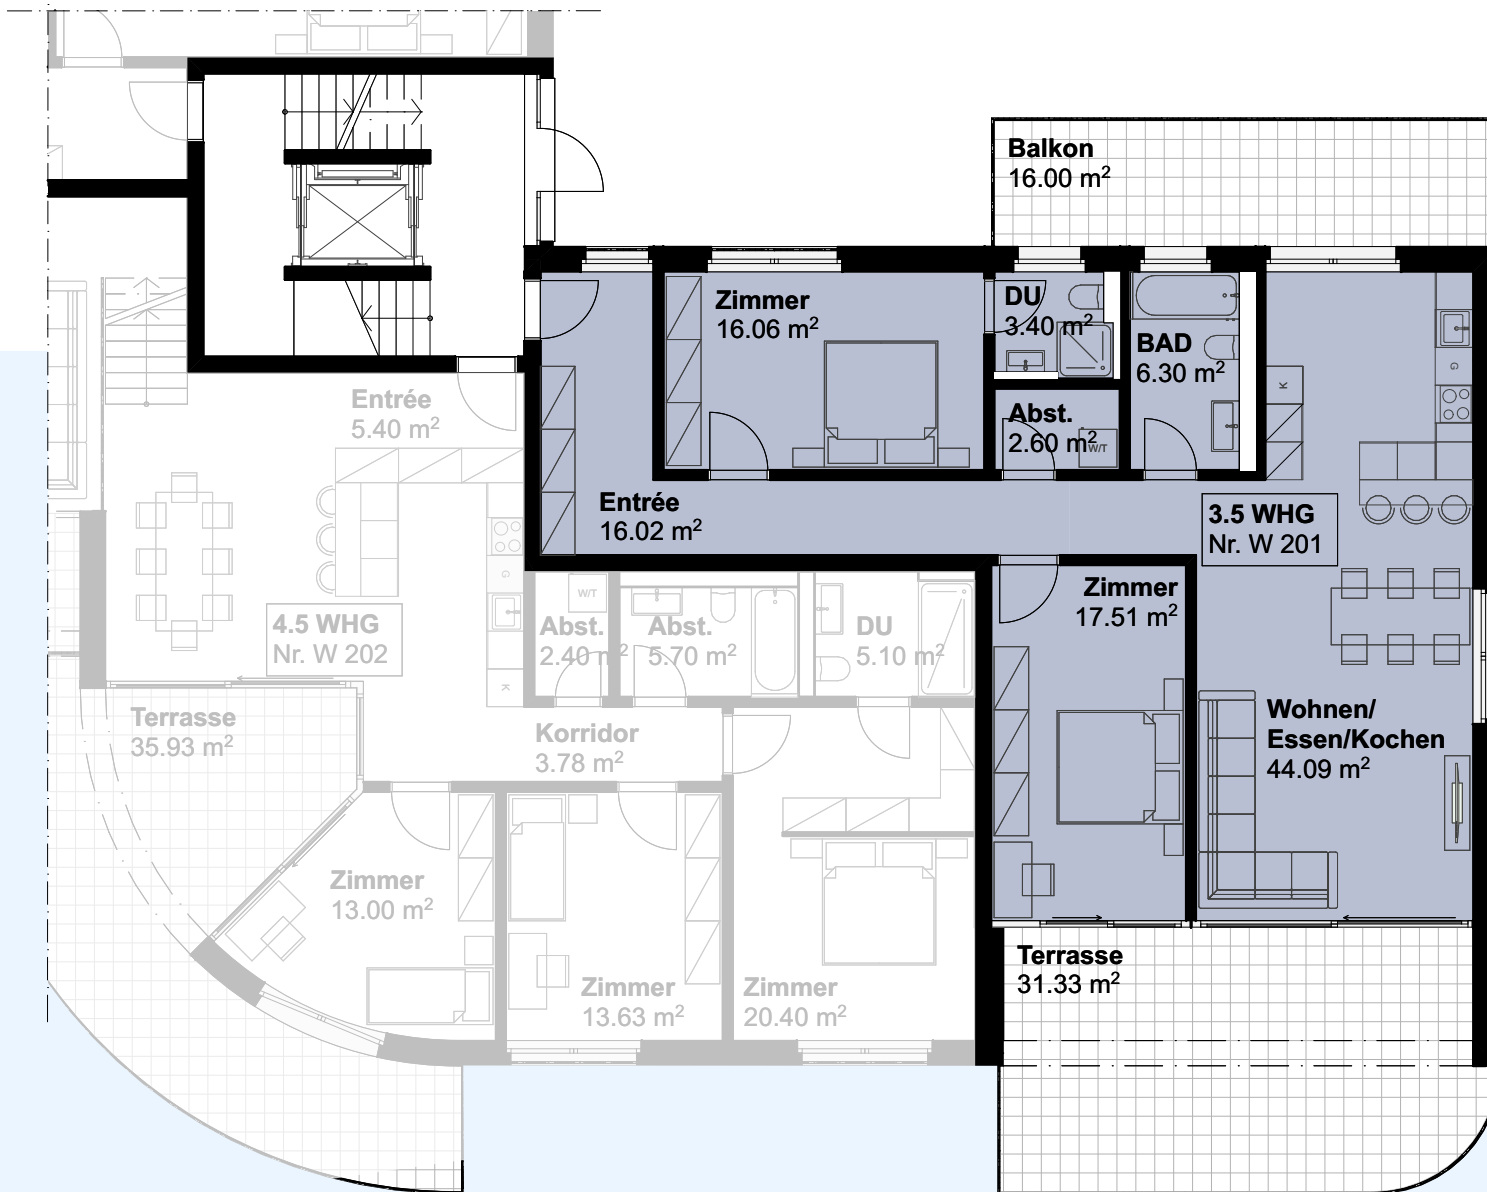 Balkon
16.00 m²
Zimmer
16.06 m²
DU
3.40 m²
BAD
6.30 m²
K
G
Abst.
2.60 m²
W/T
Entrée
5.40 m²
Entrée
16.02 m²
3.5 WHG
Nr. W 201
Zimmer
17.51 m²
G
W/T
4.5 WHG
Nr. W 202
Abst.
2.40 m²
Abst.
5.70 m²
DU
5.10 m²
K
Terrasse
35.93 m²
Korridor
3.78 m²
Wohnen/
Essen/Kochen
44.09 m²
Zimmer
13.00 m²
Zimmer
13.63 m²
Zimmer
20.40 m²
Terrasse
31.33 m²